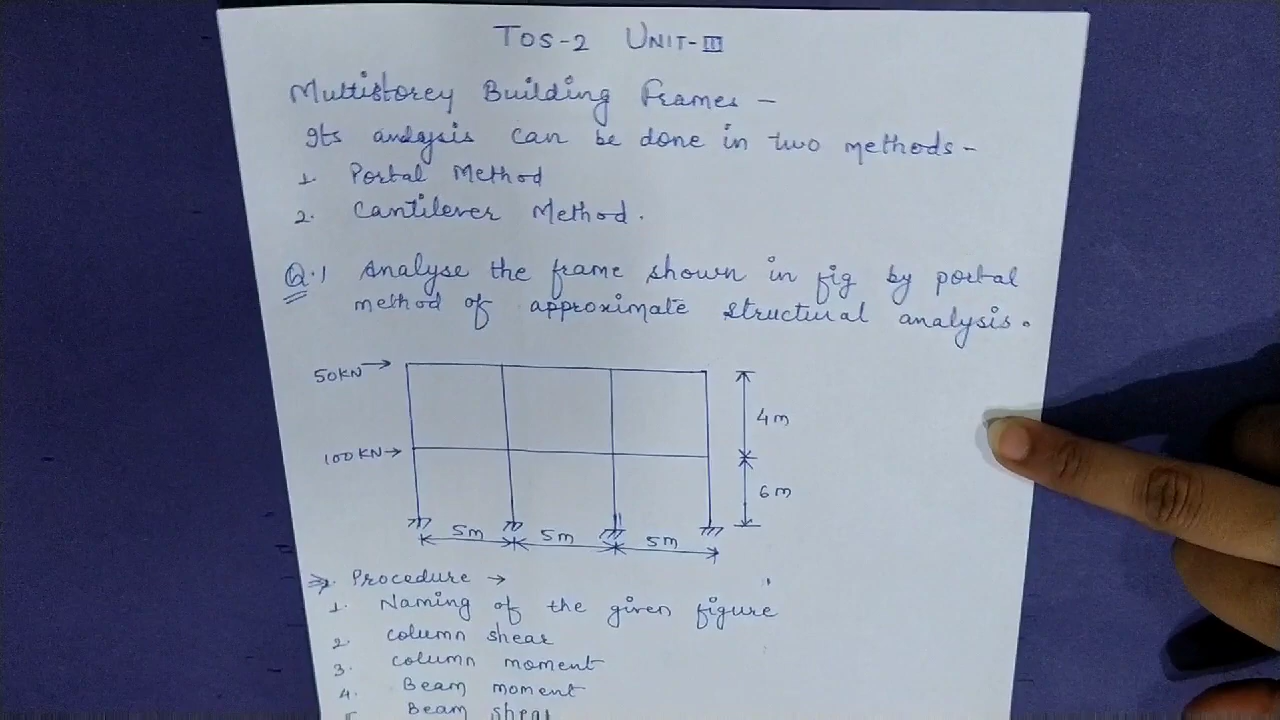 TOS-2 UNIT-III
Multistorey Building Frames -
Its analysis can be done in two methods-
1. Portal Method
2. Cantilever Method.
Q.1 Analyse the frame shown in fig by portal
method of approximate structural analysis.
50KN
4m
100KN
6m
5m 5m 5m
Procedure →
1. Naming of the given figure
2. column shear
3. column moment
4. Beam moment
5. Beam shear